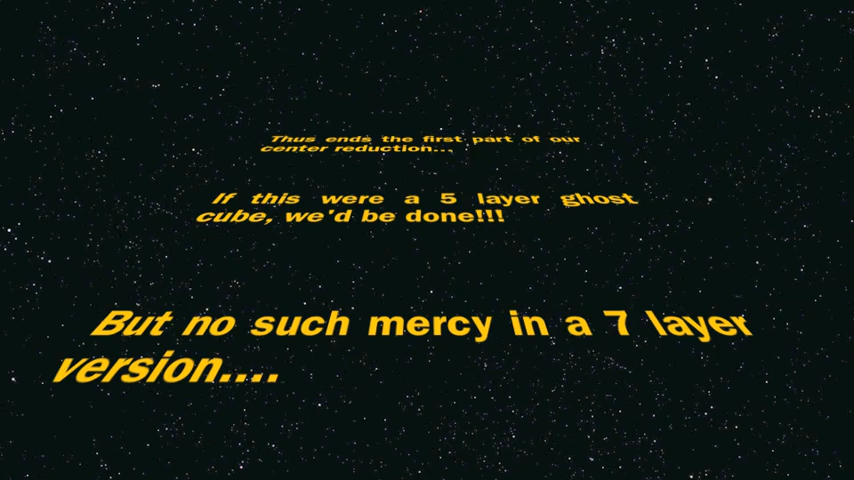 Thus ends the first part of our
center reduction...
If this were a 5 layer ghost
cube, we'd be done!!!
But no such mercy in a 7 layer
version....